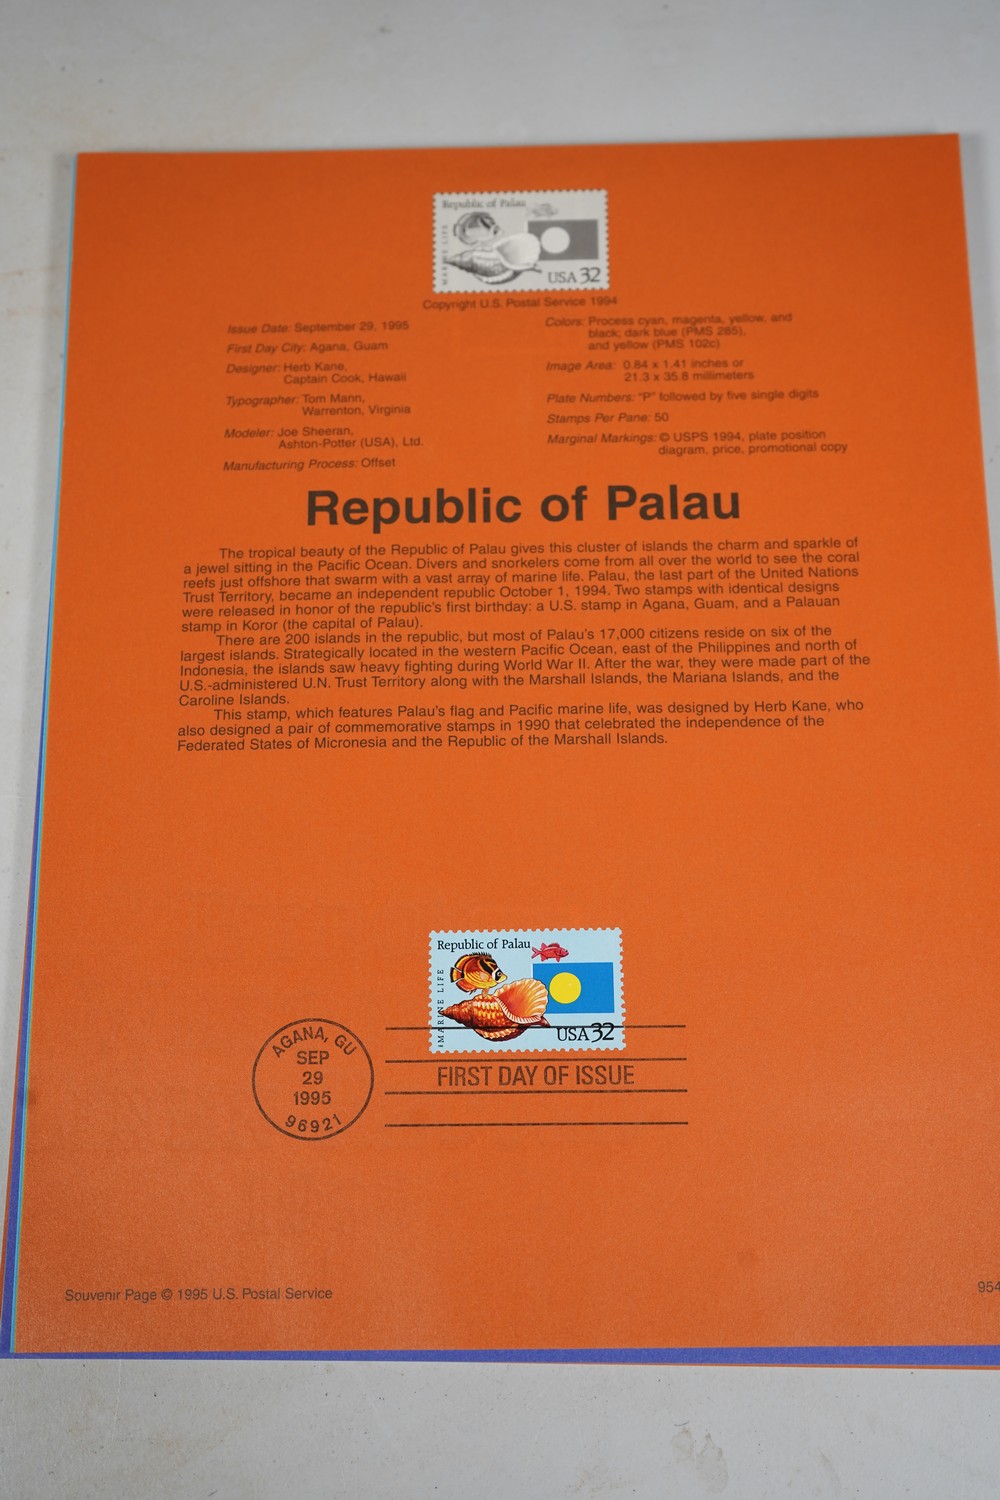 Republic of Palau
MARINE LIFE
USA 32
Copyright U.S. Postal Service 1994
Issue Date: September 29, 1995
First Day City: Agana, Guam
Designer: Herb Kane,
Captain Cook, Hawaii
Typographer: Tom Mann,
Warrenton, Virginia
Modeler: Joe Sheeran,
Ashton-Potter (USA), Ltd.
Manufacturing Process: Offset
Colors: Process cyan, magenta, yellow, and
black; dark blue (PMS 285),
and yellow (PMS 102c)
Image Area: 0.84 x 1.41 inches or
21.3 x 35.8 millimeters
Plate Numbers: "P" followed by five single digits
Stamps Per Pane: 50
Marginal Markings: © USPS 1994, plate position
diagram, price, promotional copy
Republic of Palau
The tropical beauty of the Republic of Palau gives this cluster of islands the charm and sparkle of
a jewel sitting in the Pacific Ocean. Divers and snorkelers come from all over the world to see the coral
reefs just offshore that swarm with a vast array of marine life. Palau, the last part of the United Nations
Trust Territory, became an independent republic October 1, 1994. Two stamps with identical designs
were released in honor of the republic's first birthday: a U.S. stamp in Agana, Guam, and a Palauan
stamp in Koror (the capital of Palau).
There are 200 islands in the republic, but most of Palau's 17,000 citizens reside on six of the
largest islands. Strategically located in the western Pacific Ocean, east of the Philippines and north of
Indonesia, the islands saw heavy fighting during World War II. After the war, they were made part of the
U.S.-administered U.N. Trust Territory along with the Marshall Islands, the Mariana Islands, and the
Caroline Islands.
This stamp, which features Palau's flag and Pacific marine life, was designed by Herb Kane, who
also designed a pair of commemorative stamps in 1990 that celebrated the independence of the
Federated States of Micronesia and the Republic of the Marshall Islands.
Republic of Palau
MARINE LIFE
USA 32
AGANA, GU
SEP
29
1995
96921
FIRST DAY OF ISSUE
Souvenir Page © 1995 U.S. Postal Service
954